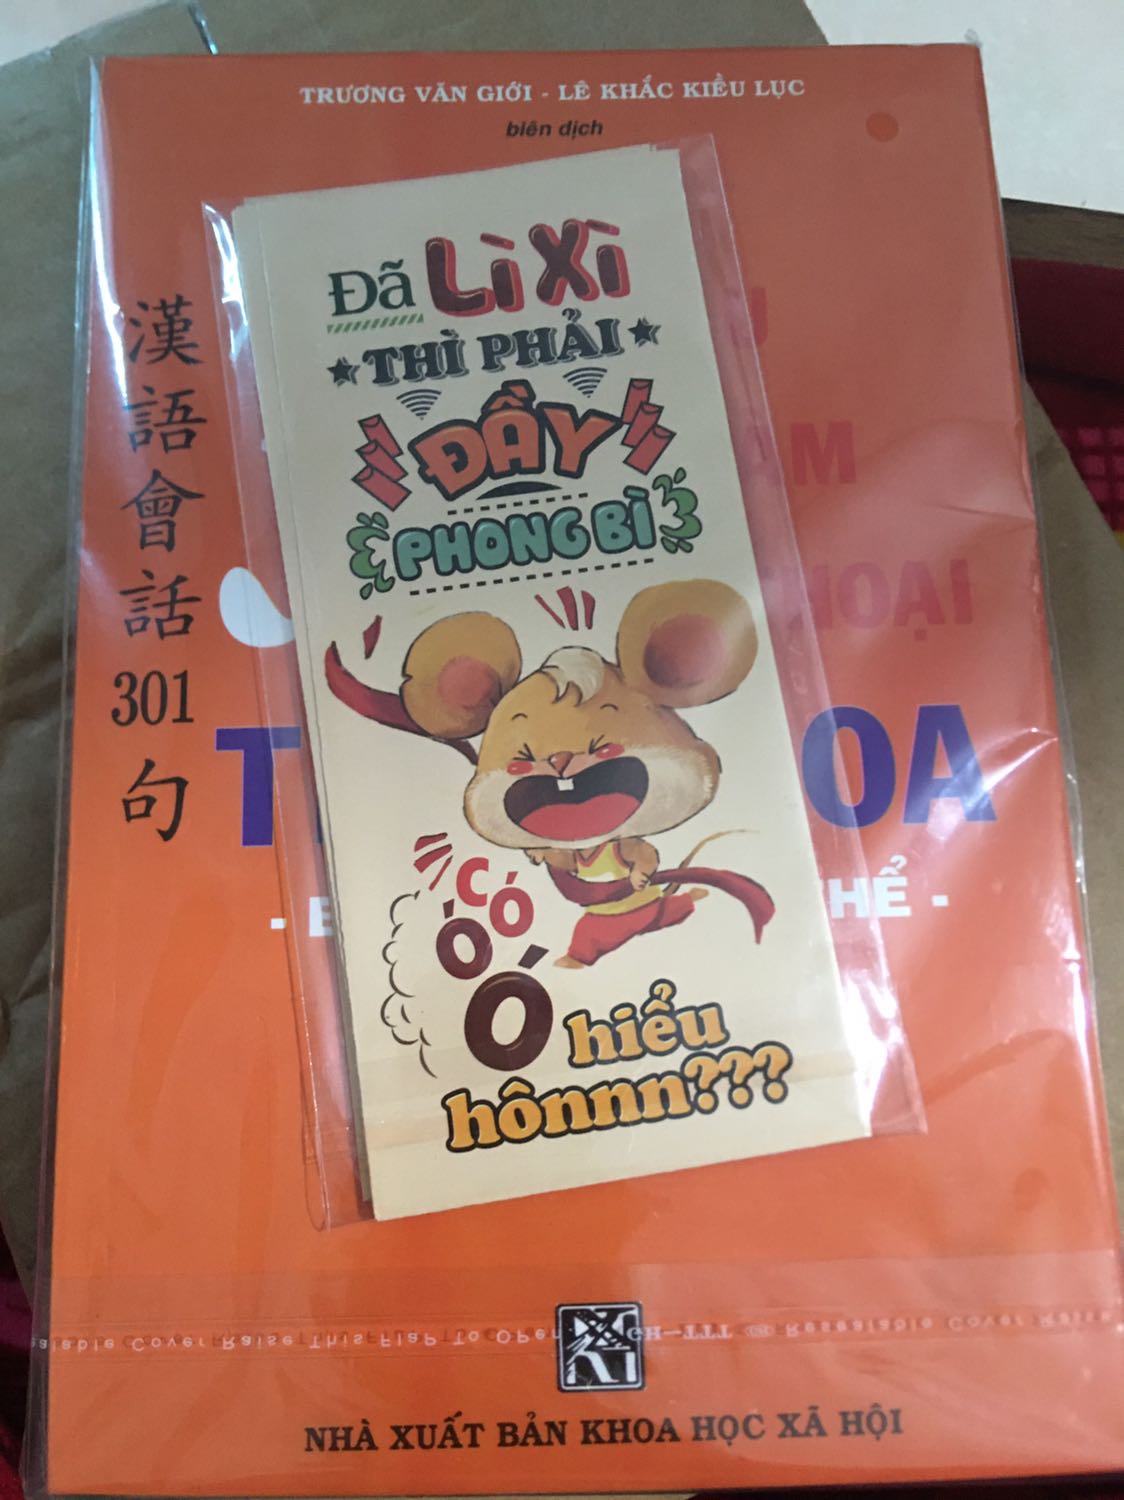 TRƯƠNG VĂN GIỚI - LÊ KHẮC KIỀU LỤC
biên dịch
漢語會話301句
Đã Lì Xì
THÌ PHẢI
ĐẦY
PHONG BÌ
CÓ
Ó
Ó hiểu
hônnn???
OA
NHÀ XUẤT BẢN KHOA HỌC XÃ HỘI